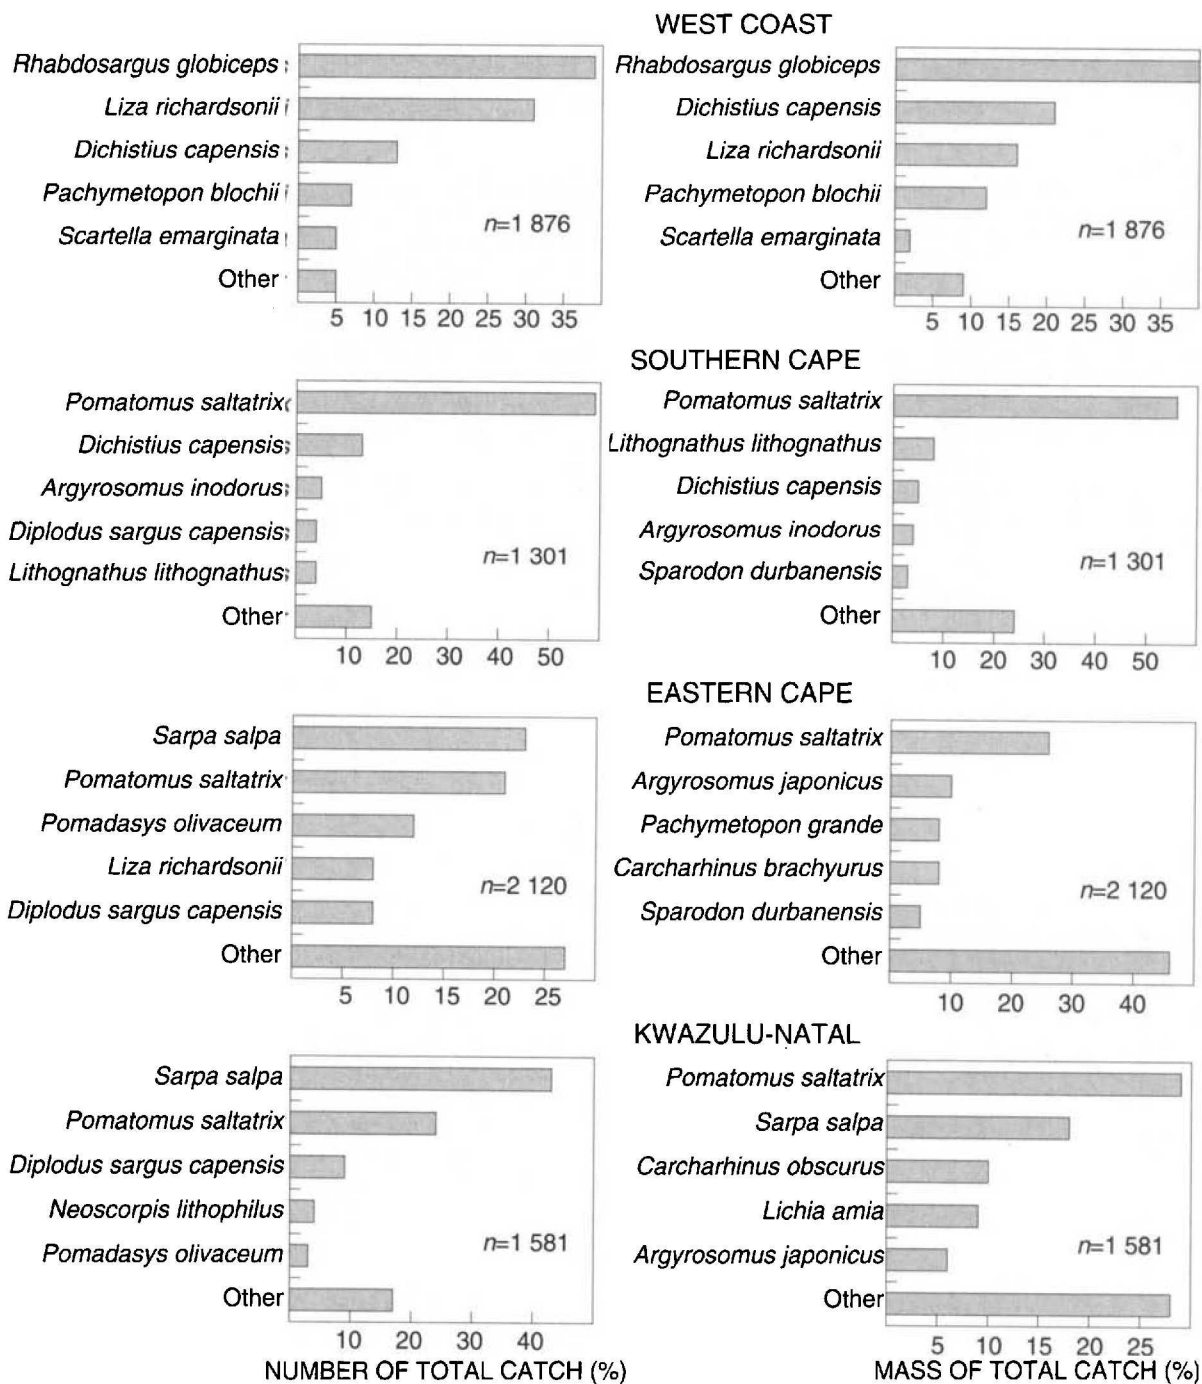 WEST COAST
Rhabdosargus globiceps
Liza richardsonii
Dichistius capensis
Pachymetopon blochii
Scartella emarginata
Other
n=1 876
5 10 15 20 25 30 35
Rhabdosargus globiceps
Dichistius capensis
Liza richardsonii
Pachymetopon blochii
Scartella emarginata
Other
n=1 876
5 10 15 20 25 30 35
SOUTHERN CAPE
Pomatomus saltatrix
Dichistius capensis
Argyrosomus inodorus
Diplodus sargus capensis
Lithognathus lithognathus
Other
n=1 301
10 20 30 40 50
Pomatomus saltatrix
Lithognathus lithognathus
Dichistius capensis
Argyrosomus inodorus
Sparodon durbanensis
Other
n=1 301
10 20 30 40 50
EASTERN CAPE
Sarpa salpa
Pomatomus saltatrix
Pomadasys olivaceum
Liza richardsonii
Diplodus sargus capensis
Other
n=2 120
5 10 15 20 25
Pomatomus saltatrix
Argyrosomus japonicus
Pachymetopon grande
Carcharhinus brachyurus
Sparodon durbanensis
Other
n=2 120
10 20 30 40
KWAZULU-NATAL
Sarpa salpa
Pomatomus saltatrix
Diplodus sargus capensis
Neoscorpis lithophilus
Pomadasys olivaceum
Other
n=1 581
10 20 30 40
NUMBER OF TOTAL CATCH (%)
Pomatomus saltatrix
Sarpa salpa
Carcharhinus obscurus
Lichia amia
Argyrosomus japonicus
Other
n=1 581
5 10 15 20 25
MASS OF TOTAL CATCH (%)